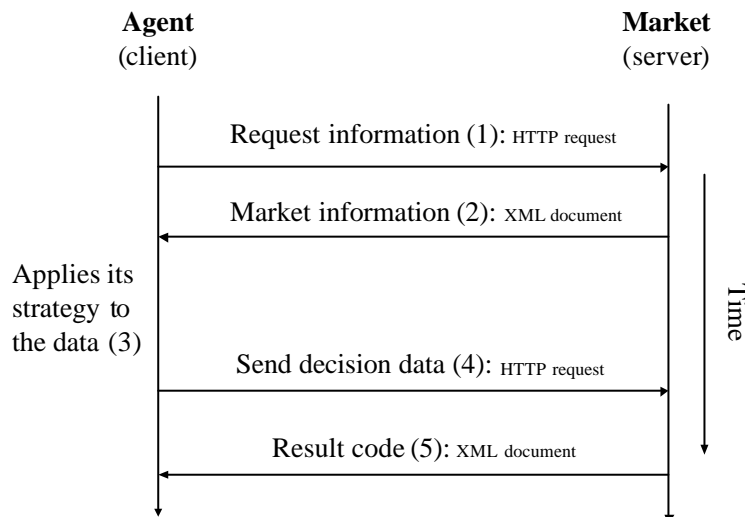 Agent
(client)
Market
(server)
Request information (1): HTTP request
Market information (2): XML document
Applies its
strategy to
the data (3)
Time
Send decision data (4): HTTP request
Result code (5): XML document